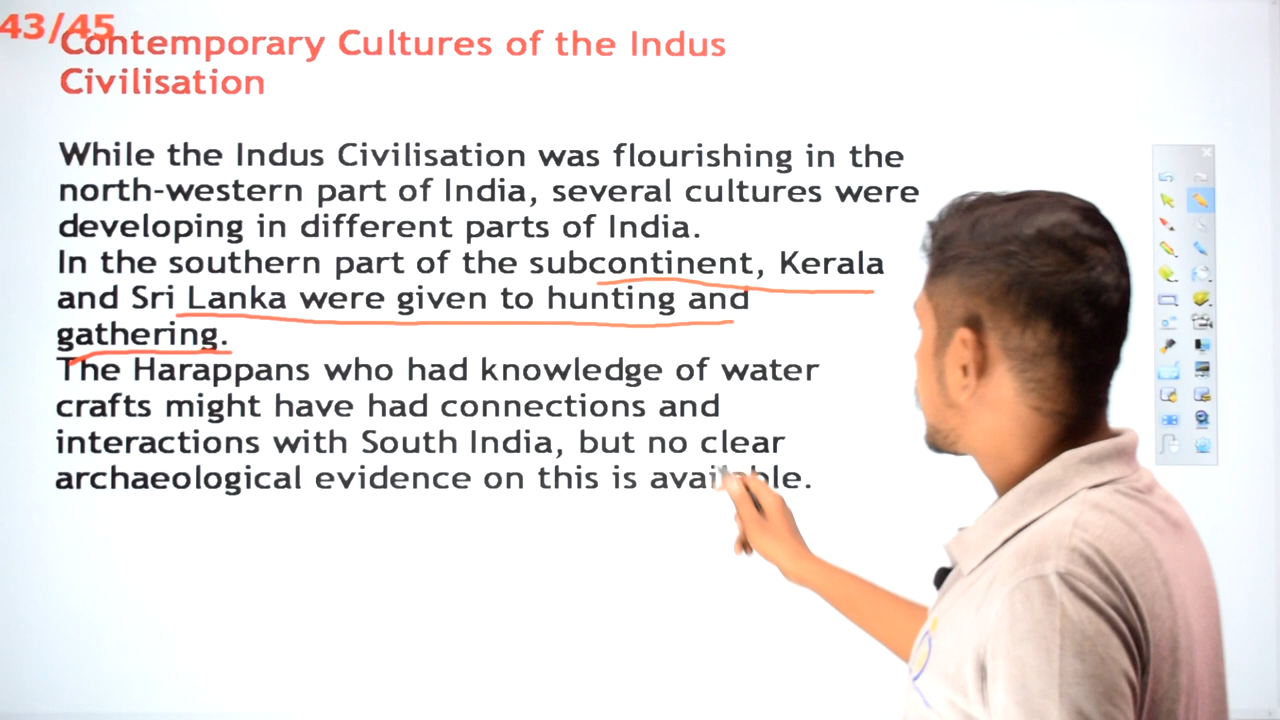 43/45
Contemporary Cultures of the Indus
Civilisation
While the Indus Civilisation was flourishing in the
north-western part of India, several cultures were
developing in different parts of India.
In the southern part of the subcontinent, Kerala
and Sri Lanka were given to hunting and
gathering.
The Harappans who had knowledge of water
crafts might have had connections and
interactions with South India, but no clear
archaeological evidence on this is available.